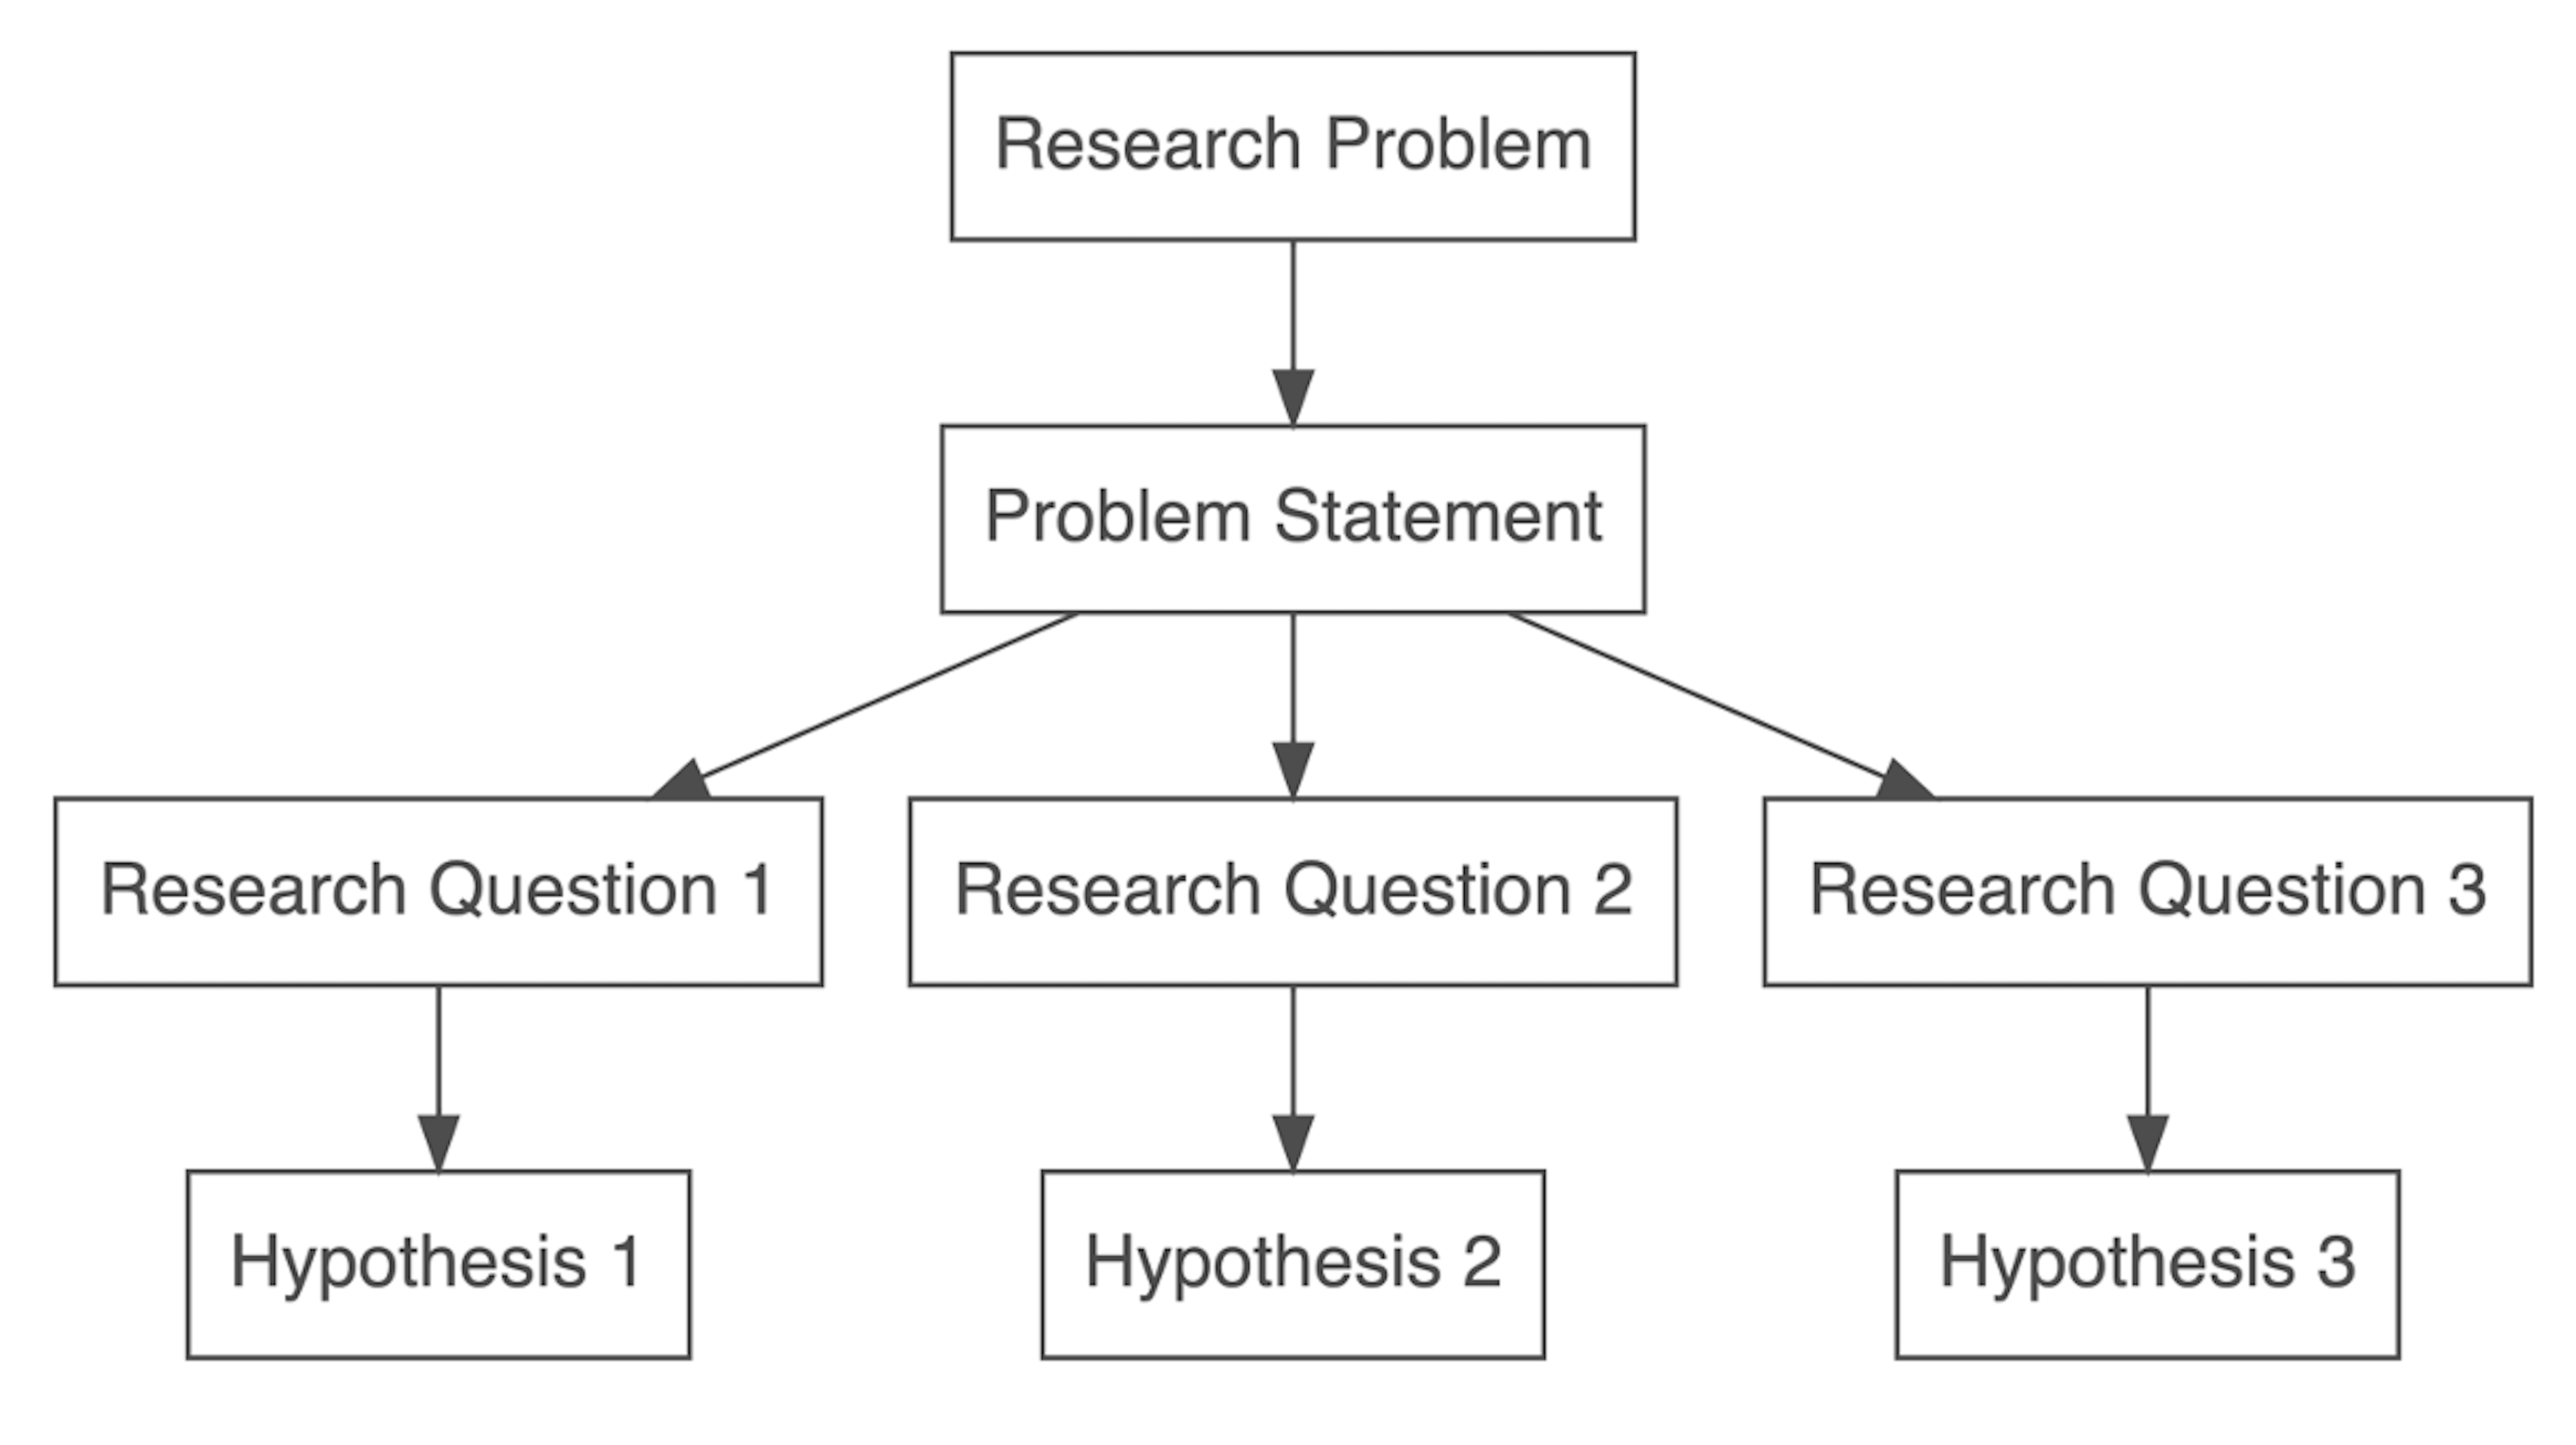 Research Problem
Problem Statement
Research Question 1
Research Question 2
Research Question 3
Hypothesis 1
Hypothesis 2
Hypothesis 3